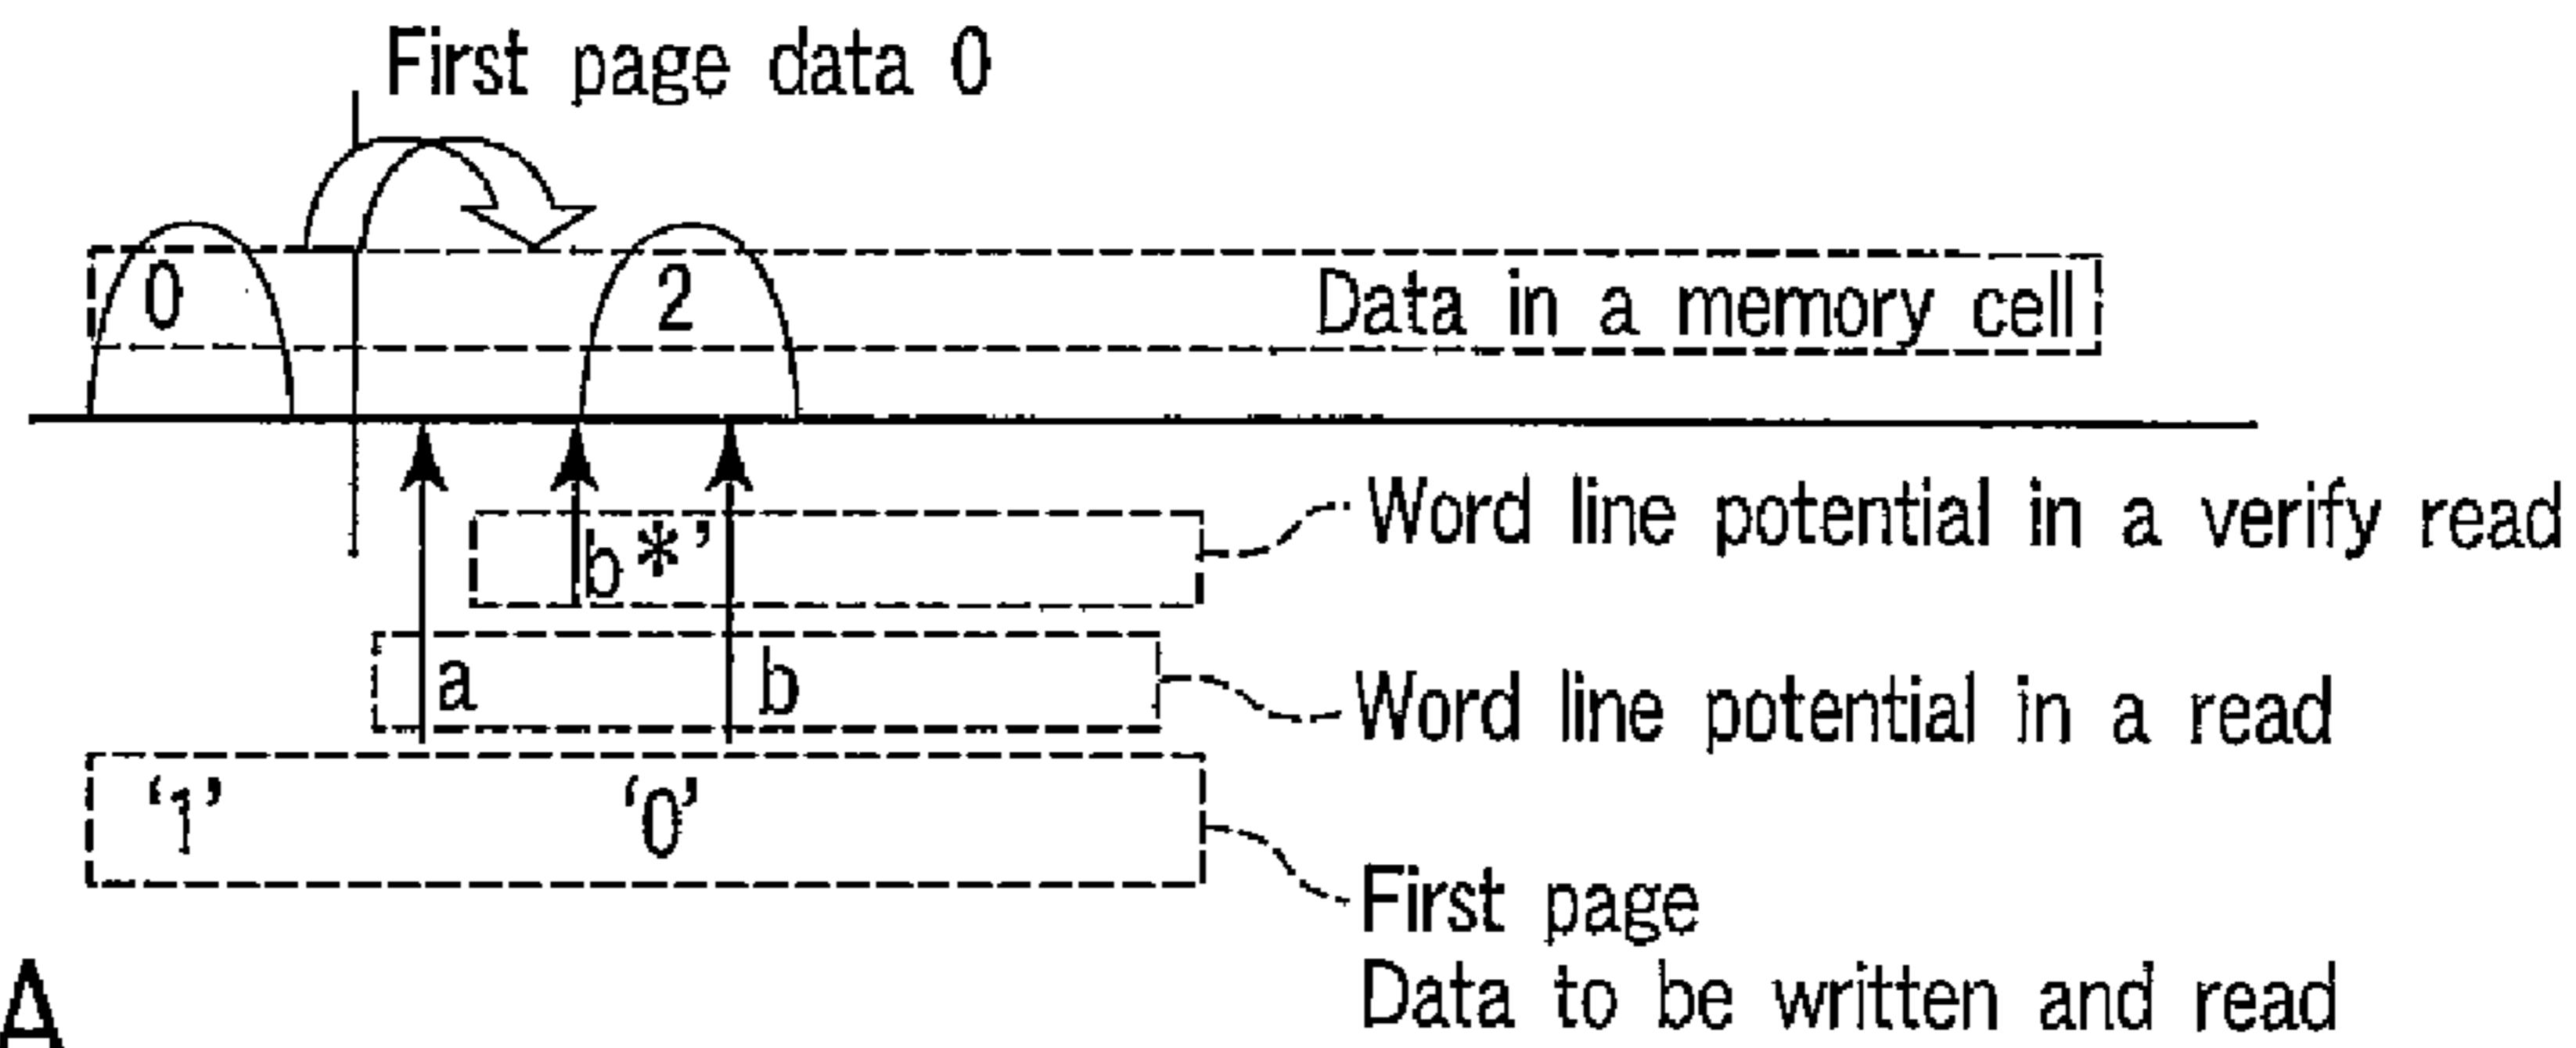 First page data 0
0 2 Data in a memory cell
b*’ Word line potential in a verify read
a b Word line potential in a read
‘1’ ‘0’
First page
Data to be written and read
A